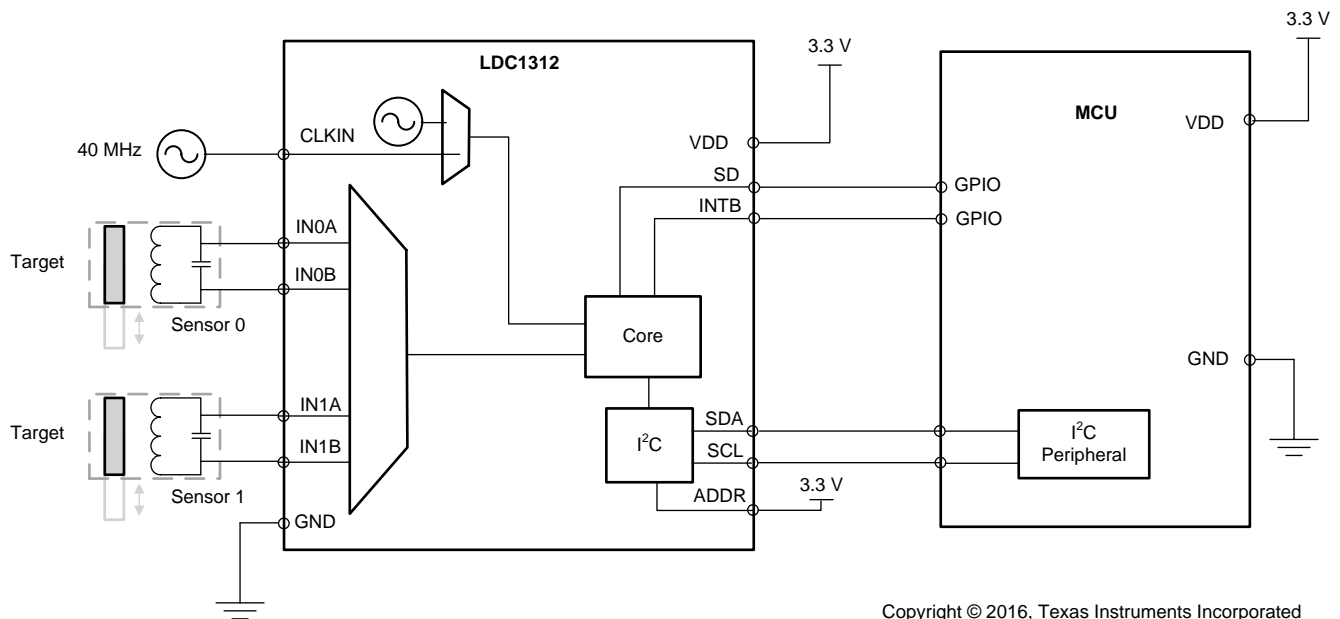 3.3 V
3.3 V
LDC1312
MCU
VDD
VDD
40 MHz
CLKIN
SD
GPIO
INTB
GPIO
IN0A
Target
IN0B
Sensor 0
Core
GND
IN1A
SDA
Target
I²C
I²C
Peripheral
IN1B
SCL
Sensor 1
ADDR
3.3 V
GND
Copyright © 2016, Texas Instruments Incorporated